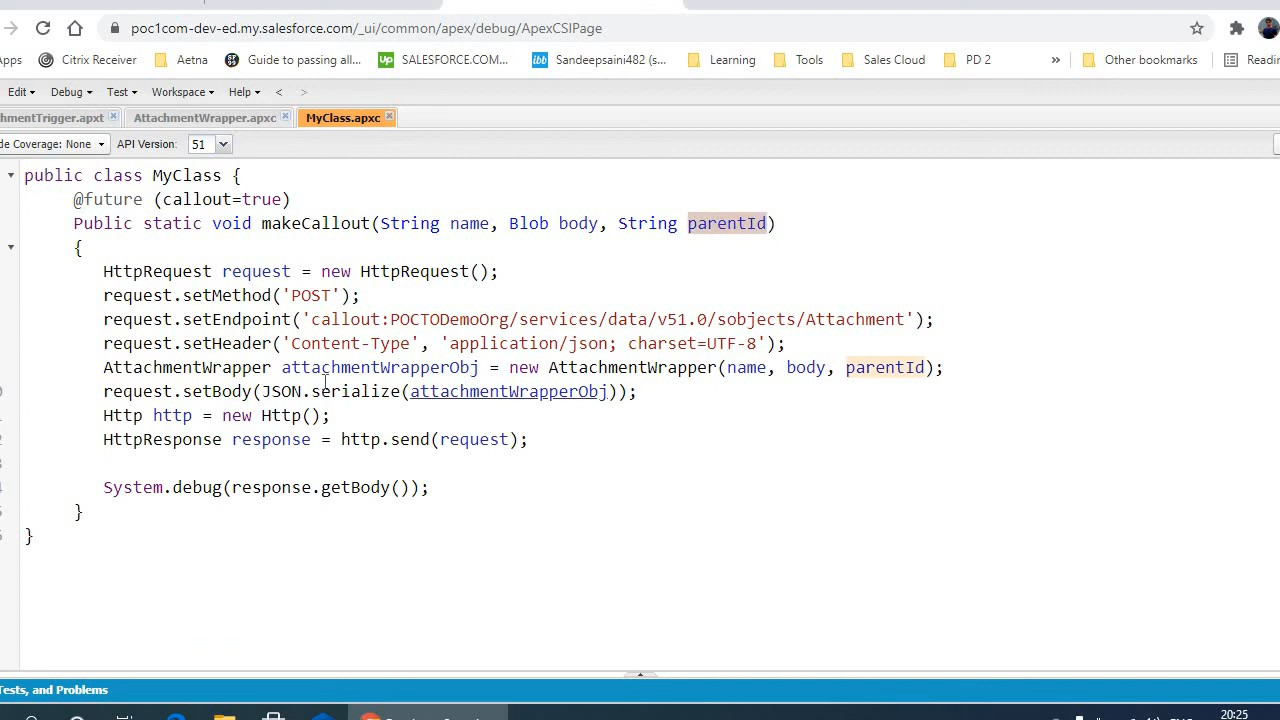 poc1com-dev-ed.my.salesforce.com/_ui/common/apex/debug/ApexCSIPage
Apps Citrix Receiver Aetna Guide to passing all... SALESFORCE.COM... Sandeepsaini482 (s... Learning Tools Sales Cloud PD 2 » Other bookmarks Readin
Edit Debug Test Workspace Help < >
hmentTrigger.apxt AttachmentWrapper.apxc MyClass.apxc
de Coverage: None API Version: 51
public class MyClass {
@future (callout=true)
Public static void makeCallout(String name, Blob body, String parentId)
{
HttpRequest request = new HttpRequest();
request.setMethod('POST');
request.setEndpoint('callout:POCTODemoOrg/services/data/v51.0/sobjects/Attachment');
request.setHeader('Content-Type', 'application/json; charset=UTF-8');
AttachmentWrapper attachmentWrapperObj = new AttachmentWrapper(name, body, parentId);
request.setBody(JSON.serialize(attachmentWrapperObj));
Http http = new Http();
HttpResponse response = http.send(request);
System.debug(response.getBody());
}
}
Tests, and Problems
20:25